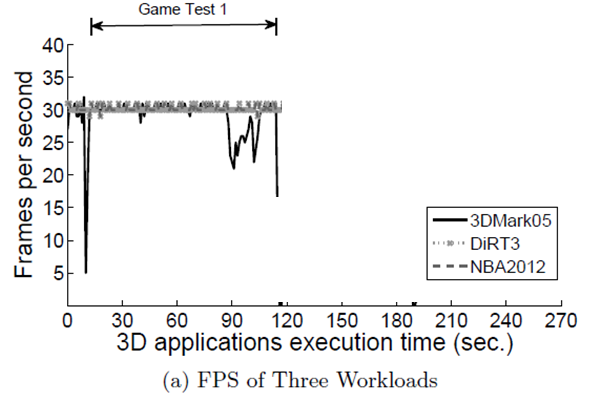 Game Test 1
Frames per second
40
35
30
25
20
15
10
5
3DMark05
DiRT3
NBA2012
0 30 60 90 120 150 180 210 240 270
3D applications execution time (sec.)
(a) FPS of Three Workloads